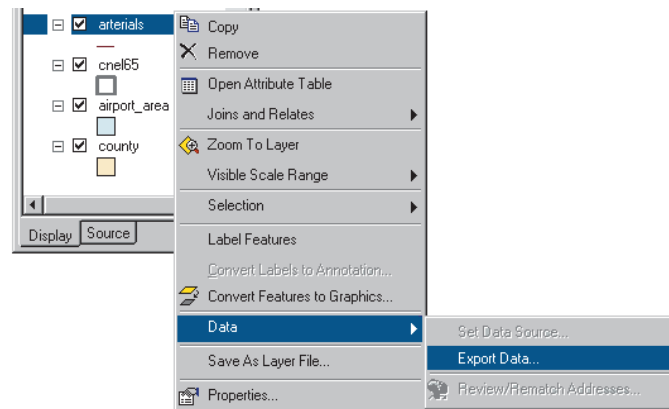 arterials
cnel65
airport_area
county
Display Source
Copy
Remove
Open Attribute Table
Joins and Relates
Zoom To Layer
Visible Scale Range
Selection
Label Features
Convert Labels to Annotation...
Convert Features to Graphics...
Data
Save As Layer File...
Properties...
Set Data Source...
Export Data...
Review/Rematch Addresses...